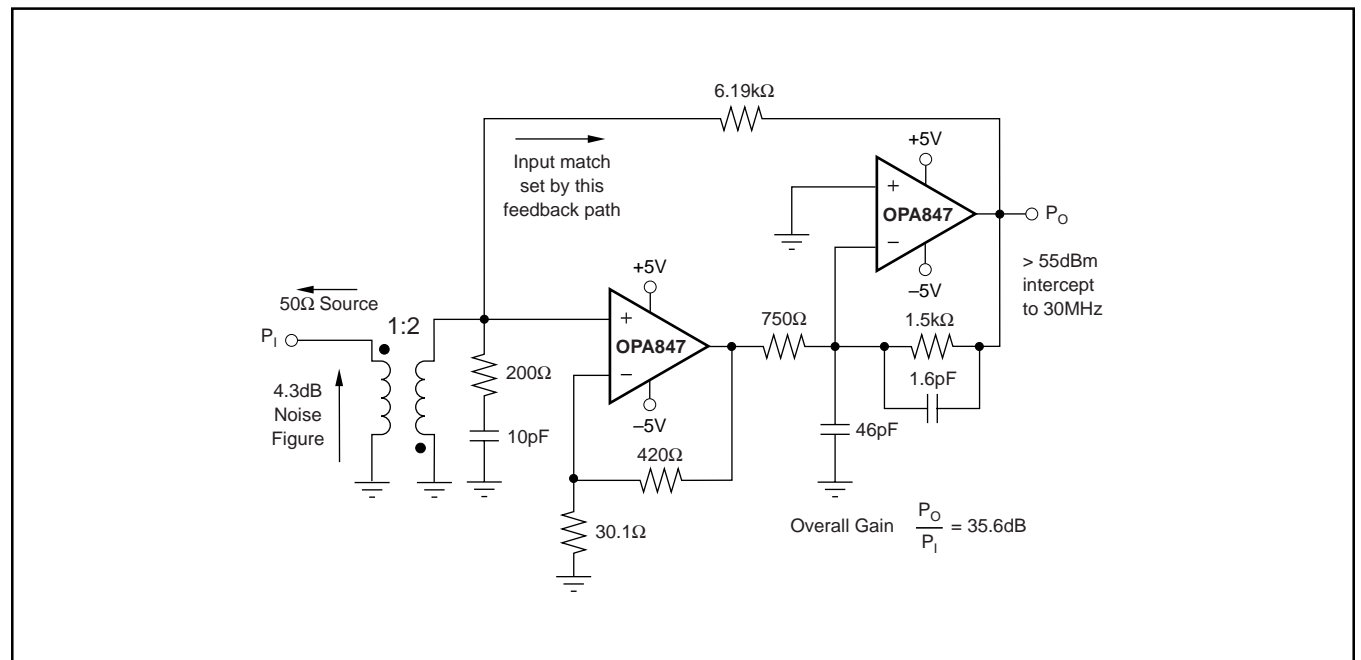 6.19kΩ
Input match
set by this
feedback path
+5V
+
OPA847
−
−5V
P_O
> 55dBm
intercept
to 30MHz
50Ω Source
P_I
1:2
4.3dB
Noise
Figure
200Ω
10pF
+5V
+
OPA847
−
−5V
750Ω
1.5kΩ
1.6pF
46pF
420Ω
30.1Ω
Overall Gain P_O/P_I = 35.6dB